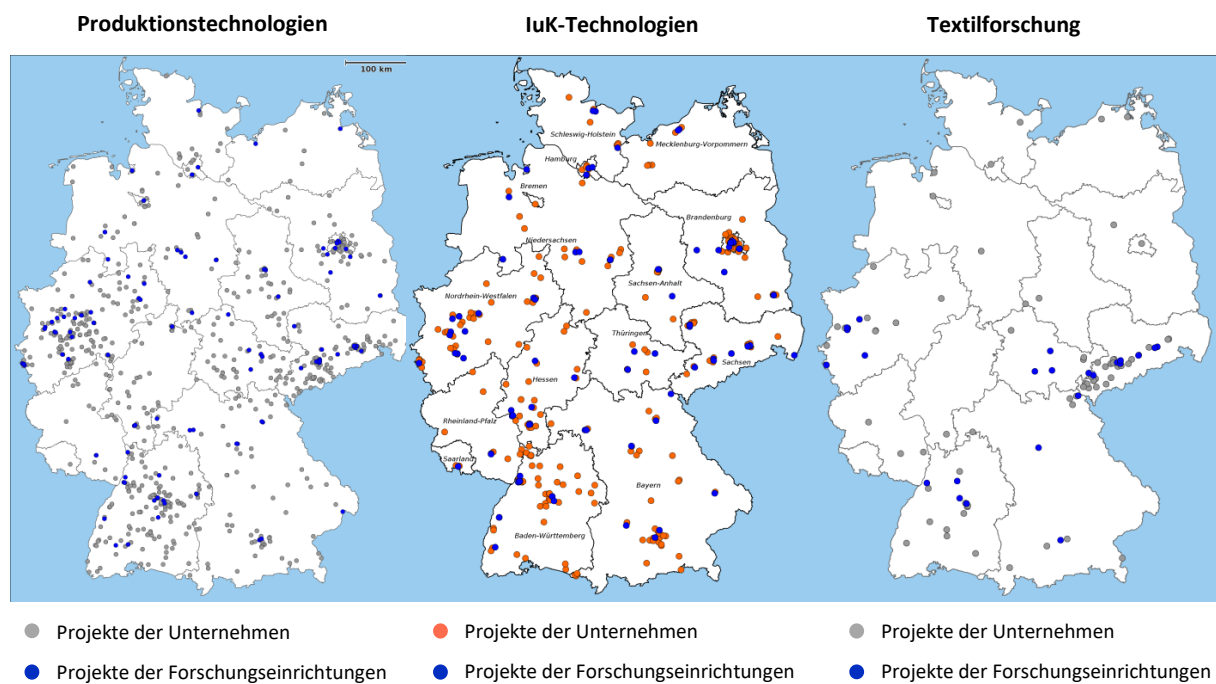 Produktionstechnologien
IuK-Technologien
Textilforschung
100 km
Schleswig-Holstein
Mecklenburg-Vorpommern
Hamburg
Bremen
Brandenburg
Niedersachsen
Sachsen-Anhalt
Nordrhein-Westfalen
Thüringen
Sachsen
Hessen
Rheinland-Pfalz
Saarland
Bayern
Baden-Württemberg
Projekte der Unternehmen
Projekte der Unternehmen
Projekte der Unternehmen
Projekte der Forschungseinrichtungen
Projekte der Forschungseinrichtungen
Projekte der Forschungseinrichtungen